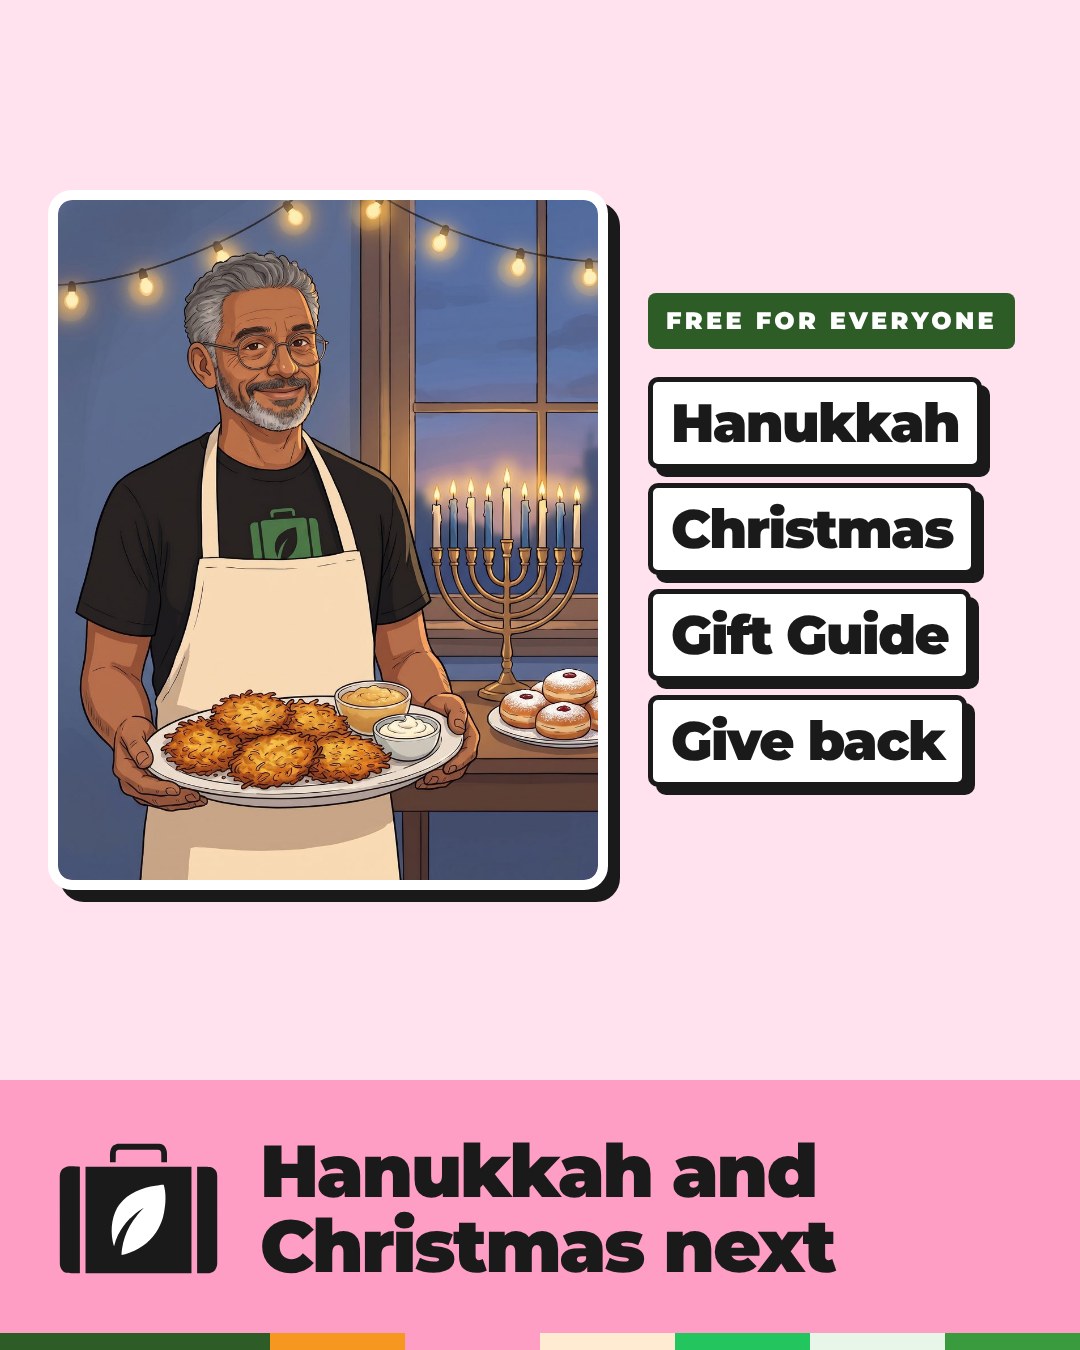 FREE FOR EVERYONE
Hanukkah
Christmas
Gift Guide
Give back
Hanukkah and
Christmas next